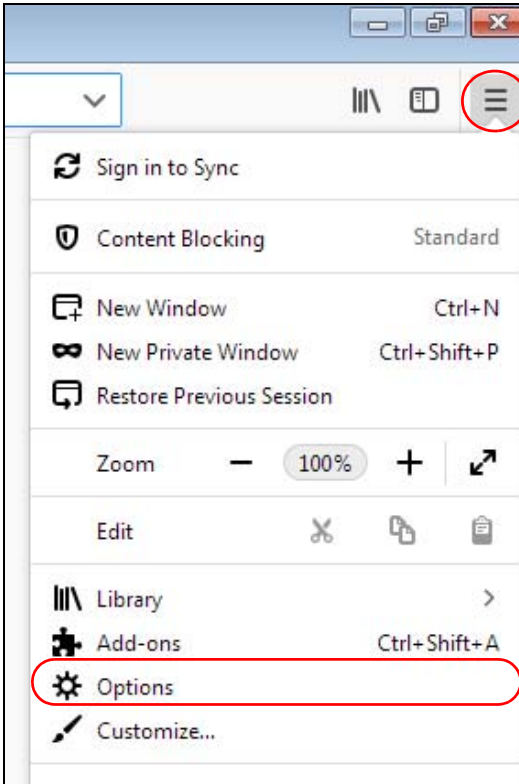 Sign in to Sync
Content Blocking Standard
New Window Ctrl+N
New Private Window Ctrl+Shift+P
Restore Previous Session
Zoom 100%
Edit
Library
Add-ons Ctrl+Shift+A
Options
Customize...